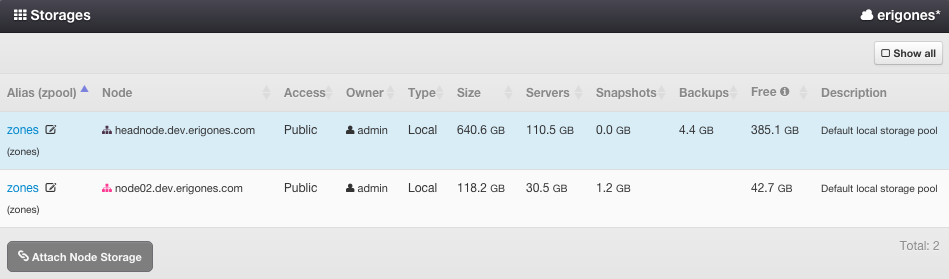 Storages erigones*
Show all
Alias (zpool) Node Access Owner Type Size Servers Snapshots Backups Free Description
zones headnode.dev.erigones.com Public admin Local 640.6 GB 110.5 GB 0.0 GB 4.4 GB 385.1 GB Default local storage pool
(zones)
zones node02.dev.erigones.com Public admin Local 118.2 GB 30.5 GB 1.2 GB 42.7 GB Default local storage pool
(zones)
Attach Node Storage Total: 2